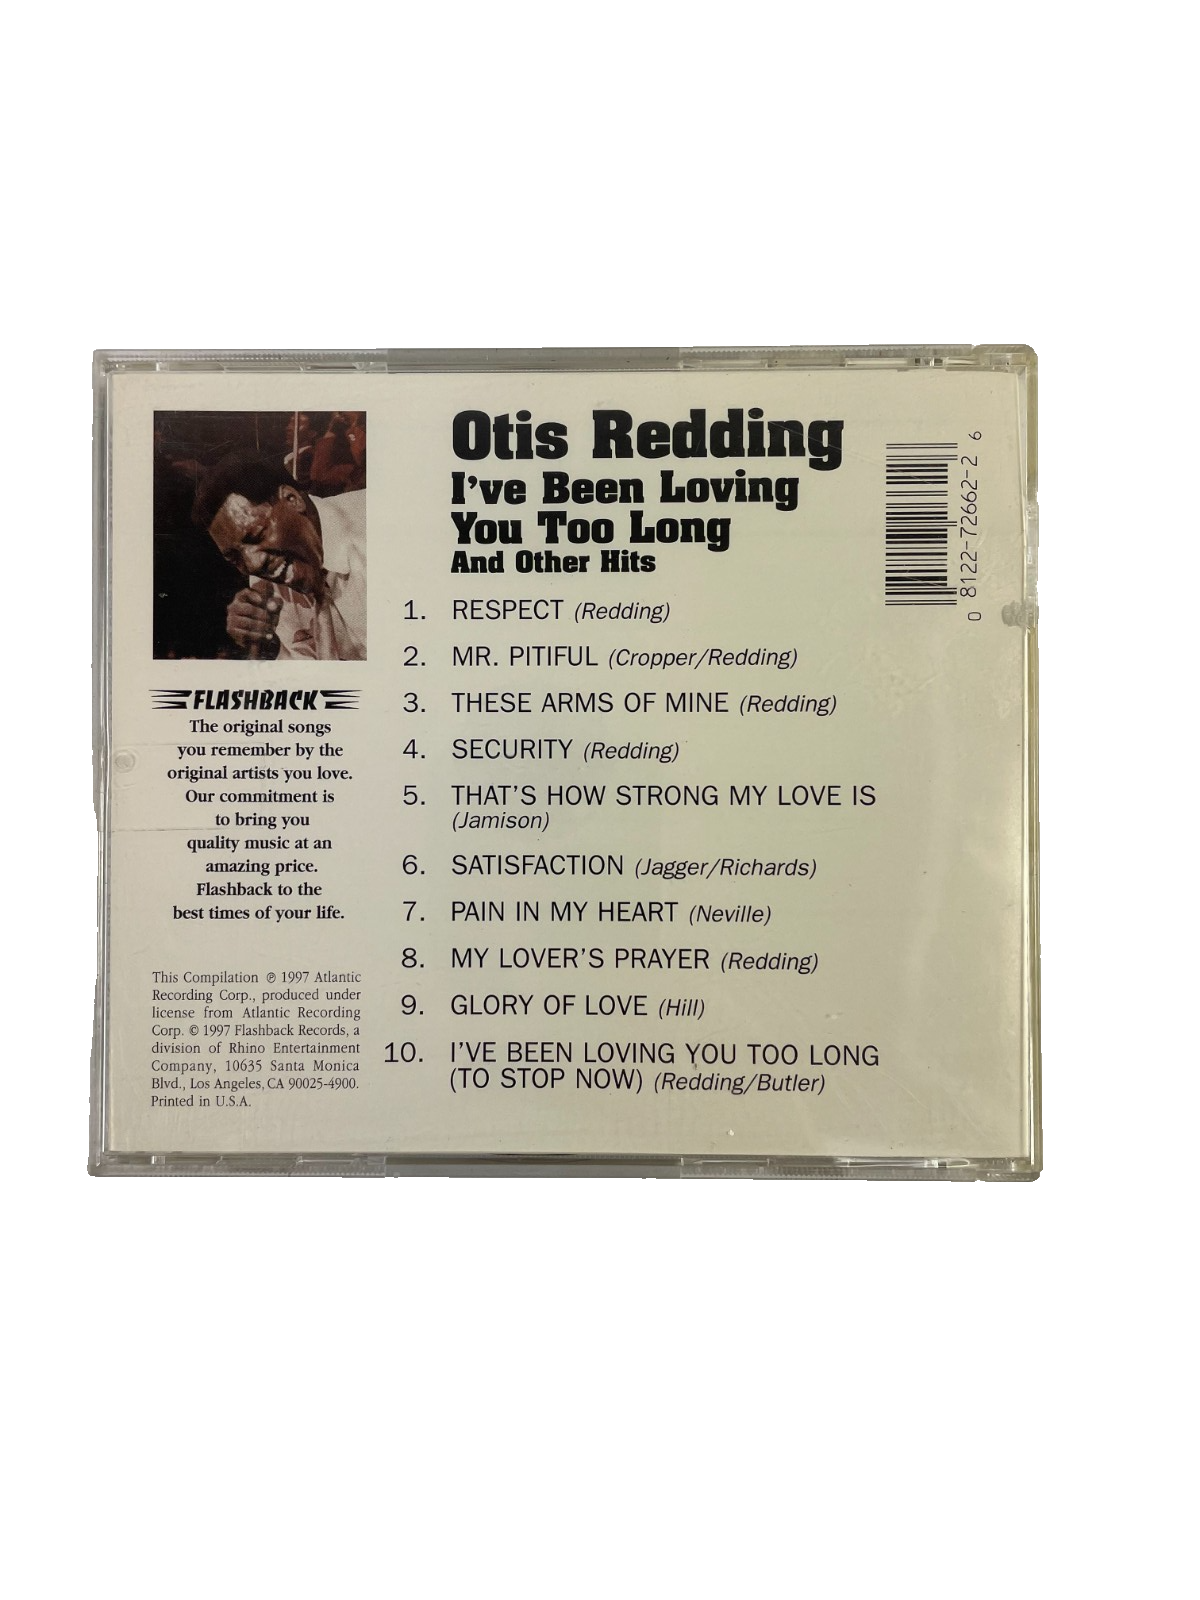 Otis Redding
I've Been Loving
You Too Long
And Other Hits
1. RESPECT (Redding)
2. MR. PITIFUL (Cropper/Redding)
3. THESE ARMS OF MINE (Redding)
4. SECURITY (Redding)
5. THAT'S HOW STRONG MY LOVE IS
(Jamison)
6. SATISFACTION (Jagger/Richards)
7. PAIN IN MY HEART (Neville)
8. MY LOVER'S PRAYER (Redding)
9. GLORY OF LOVE (Hill)
10. I'VE BEEN LOVING YOU TOO LONG
(TO STOP NOW) (Redding/Butler)
0 8122-72662-2 6
FLASHBACK
The original songs
you remember by the
original artists you love.
Our commitment is
to bring you
quality music at an
amazing price.
Flashback to the
best times of your life.
This Compilation ℗ 1997 Atlantic
Recording Corp., produced under
license from Atlantic Recording
Corp. © 1997 Flashback Records, a
division of Rhino Entertainment
Company, 10635 Santa Monica
Blvd., Los Angeles, CA 90025-4900.
Printed in U.S.A.